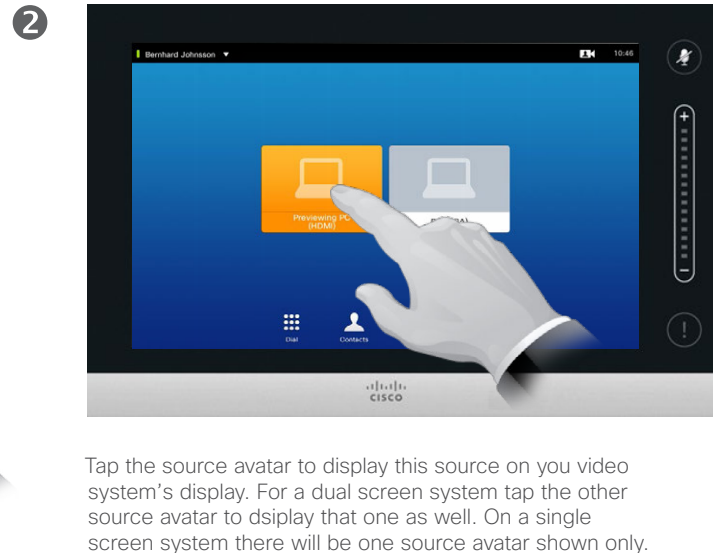 2
Bernhard Johnsson
10:46
+
Previewing PC
(HDMI)
−
!
Dial
Contacts
CISCO
Tap the source avatar to display this source on you video
system’s display. For a dual screen system tap the other
source avatar to dsiplay that one as well. On a single
screen system there will be one source avatar shown only.